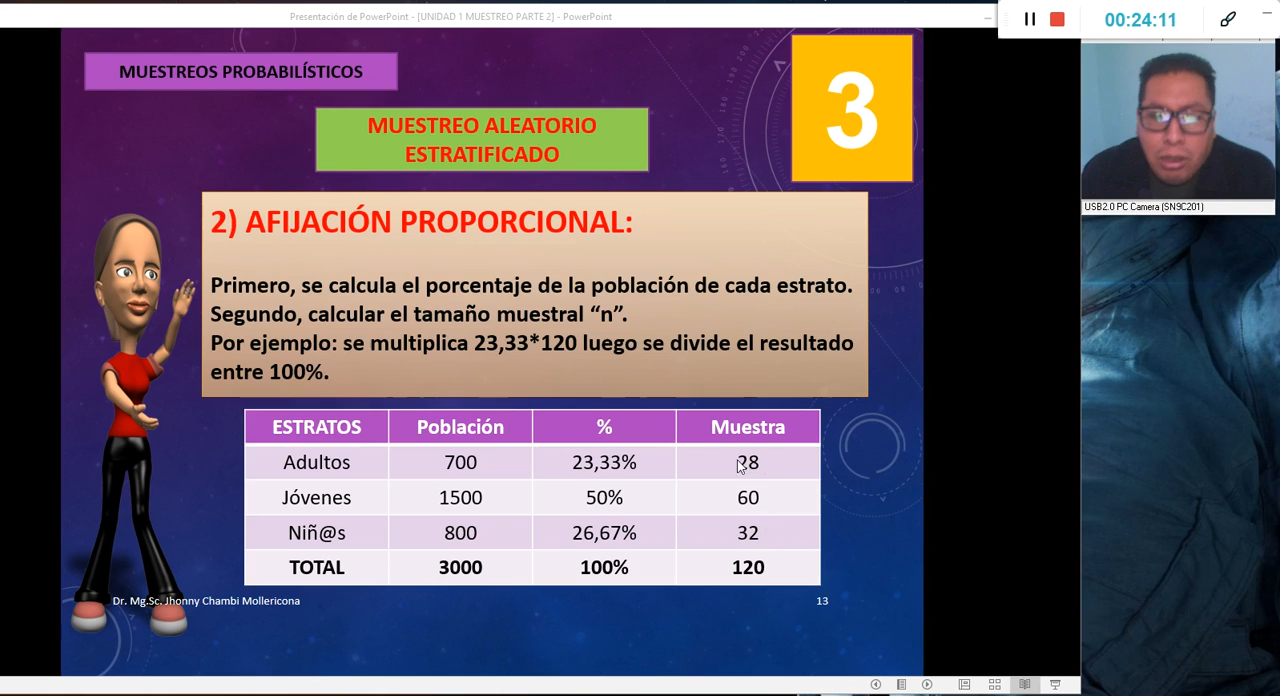 Presentación de PowerPoint - [UNIDAD 1 MUESTREO PARTE 2] - PowerPoint
00:24:11
MUESTREOS PROBABILÍSTICOS
3
MUESTREO ALEATORIO
ESTRATIFICADO
2) AFIJACIÓN PROPORCIONAL:
Primero, se calcula el porcentaje de la población de cada estrato.
Segundo, calcular el tamaño muestral “n”.
Por ejemplo: se multiplica 23,33*120 luego se divide el resultado
entre 100%.
ESTRATOS Población % Muestra
Adultos 700 23,33% 28
Jóvenes 1500 50% 60
Niñ@s 800 26,67% 32
TOTAL 3000 100% 120
Dr. Mg.Sc. Jhonny Chambi Mollericona
13
USB2.0 PC Camera (SN9C201)